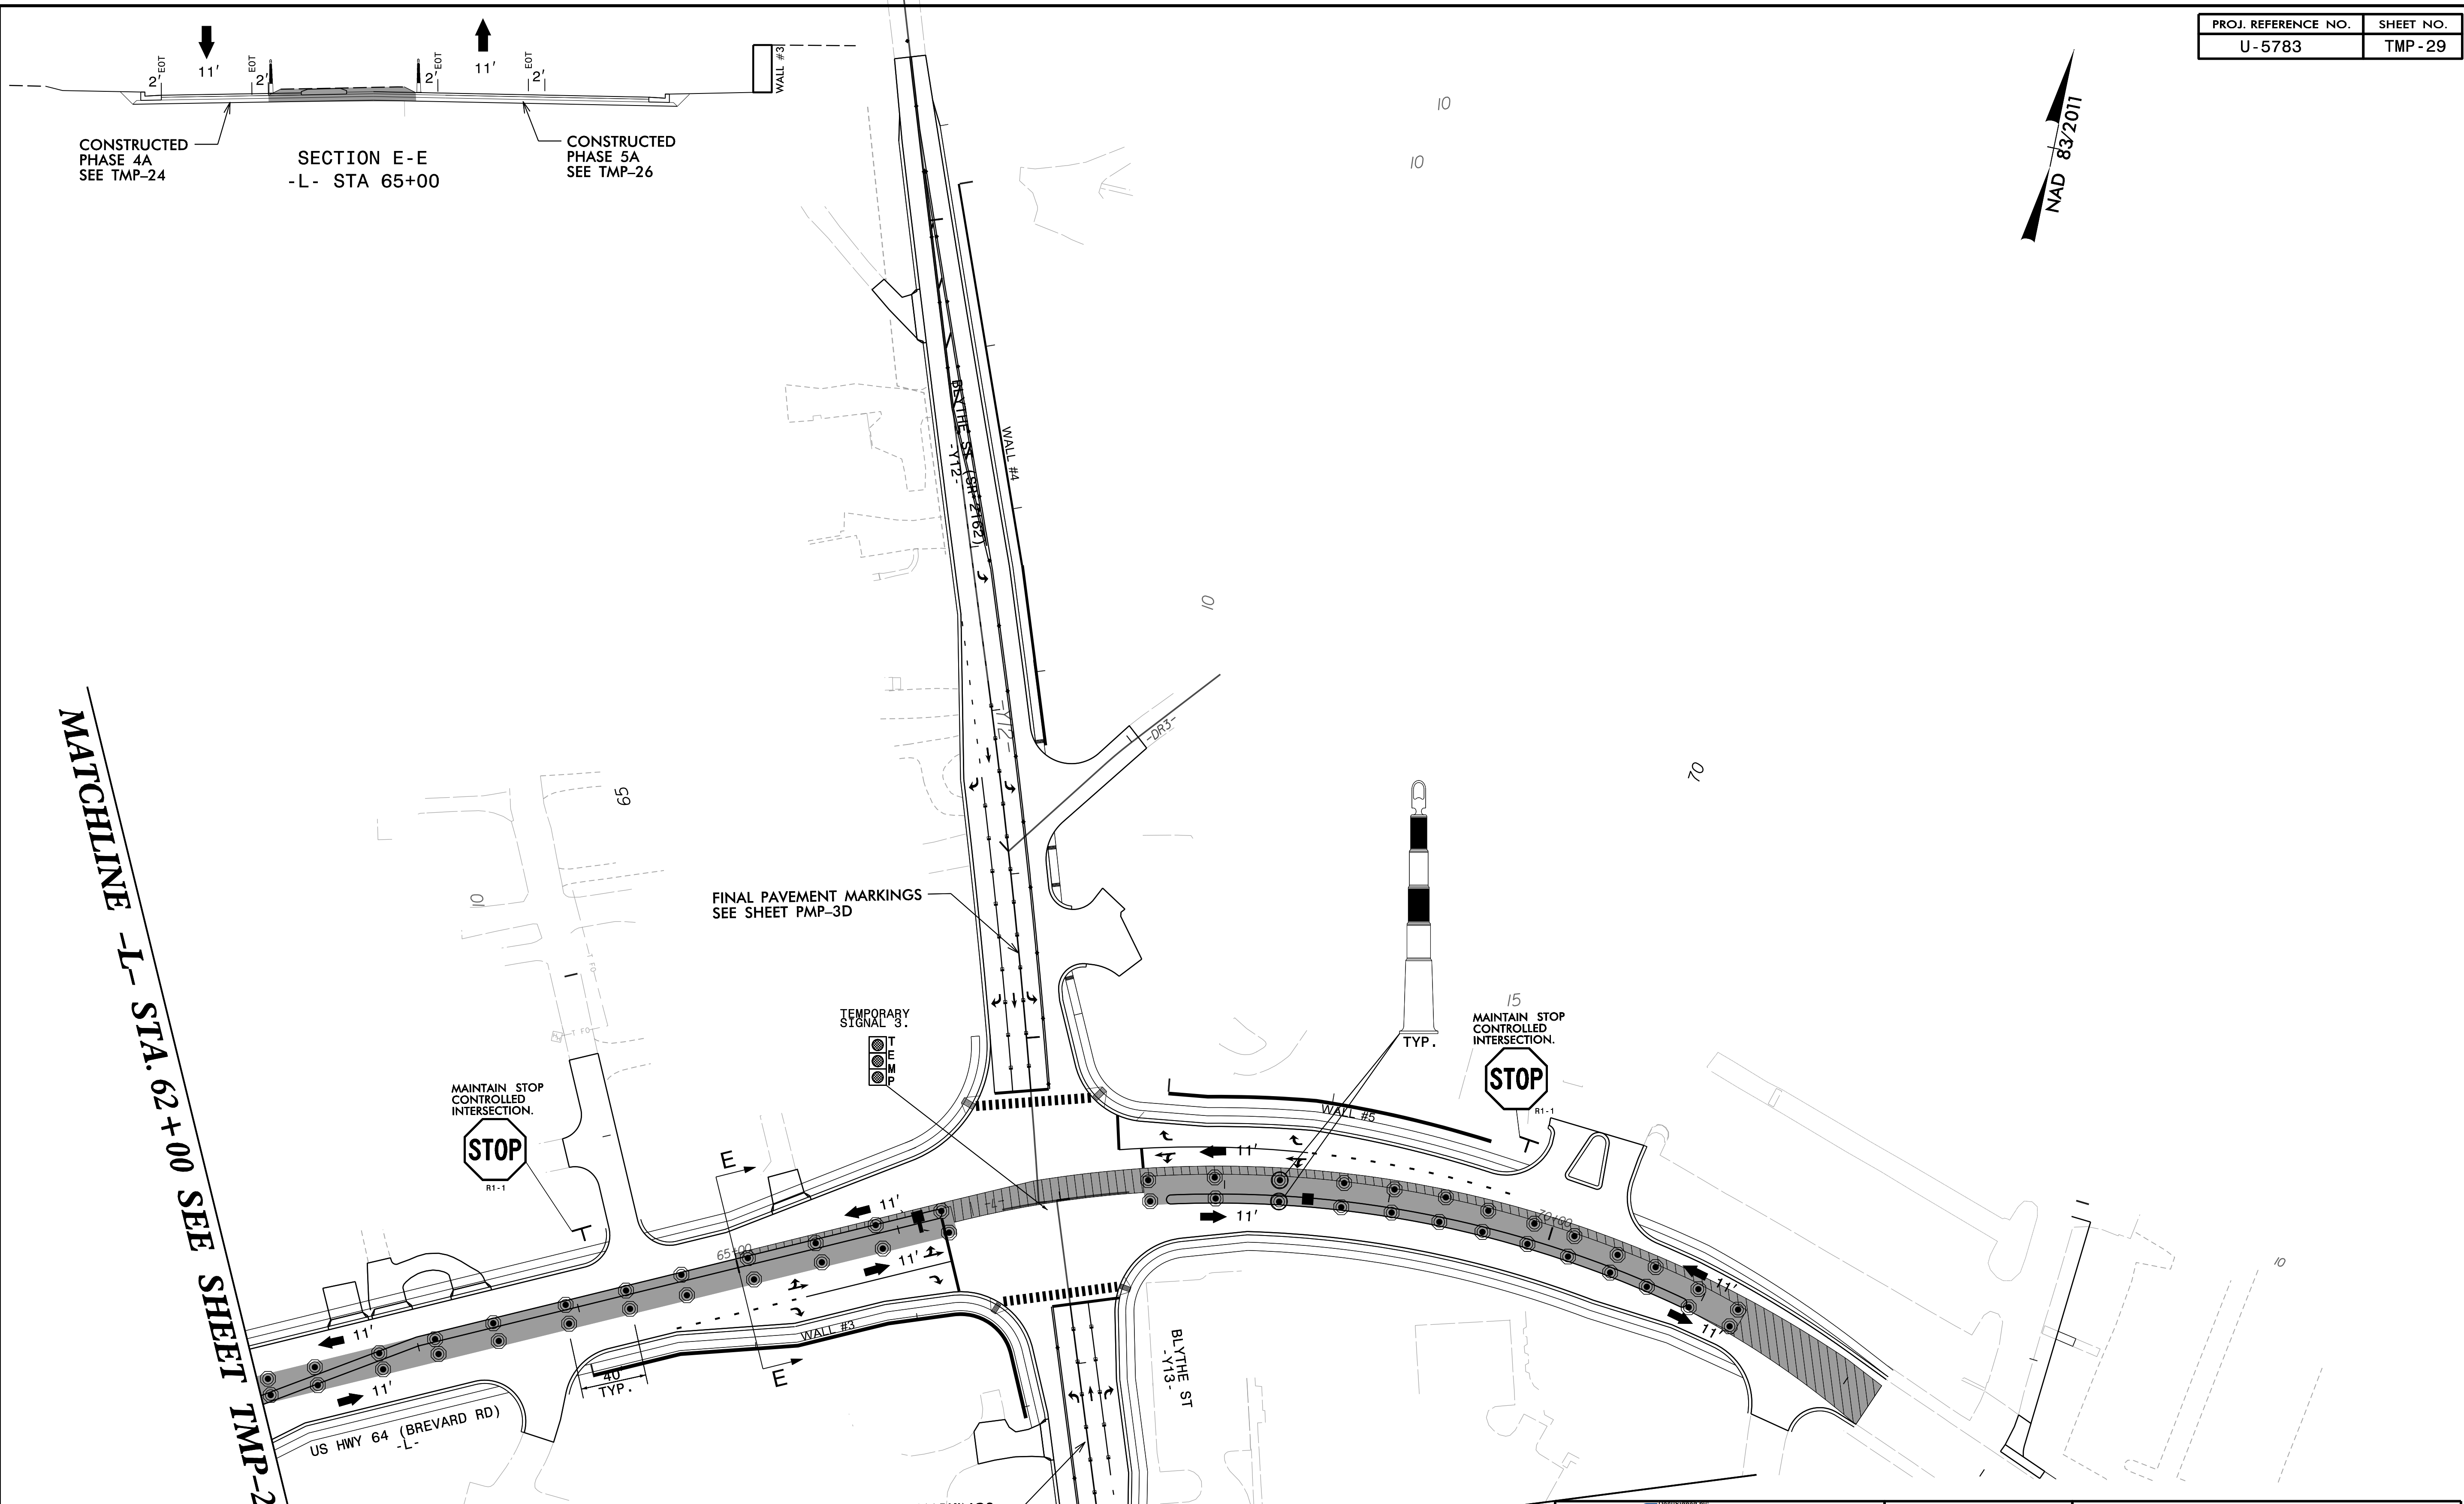 PROJ. REFERENCE NO. SHEET NO.
U-5783 TMP-29
NAD 83/2011
11'
11'
2'
EOT
EOT
2'
2'
EOT
EOT
2'
WALL #3
CONSTRUCTED
PHASE 4A
SEE TMP-24
SECTION E-E
-L- STA 65+00
CONSTRUCTED
PHASE 5A
SEE TMP-26
10
10
BLYTHE ST (SR 2162)
-Y12-
WALL #4
10
-Y12-
-DR3-
MATCHLINE -L- STA. 62+00 SEE SHEET TMP-2
65
70
10
FINAL PAVEMENT MARKINGS
SEE SHEET PMP-3D
TYP.
15
MAINTAIN STOP
CONTROLLED
INTERSECTION.
STOP
R1-1
TEMPORARY
SIGNAL 3.
TEMP
MAINTAIN STOP
CONTROLLED
INTERSECTION.
STOP
R1-1
WALL #5
E
11'
11'
-L-
11'
70+00
65+00
11'
11'
11'
10
WALL #3
E
11'
11'
40'
TYP.
BLYTHE ST
-Y13-
US HWY 64 (BREVARD RD)
-L-